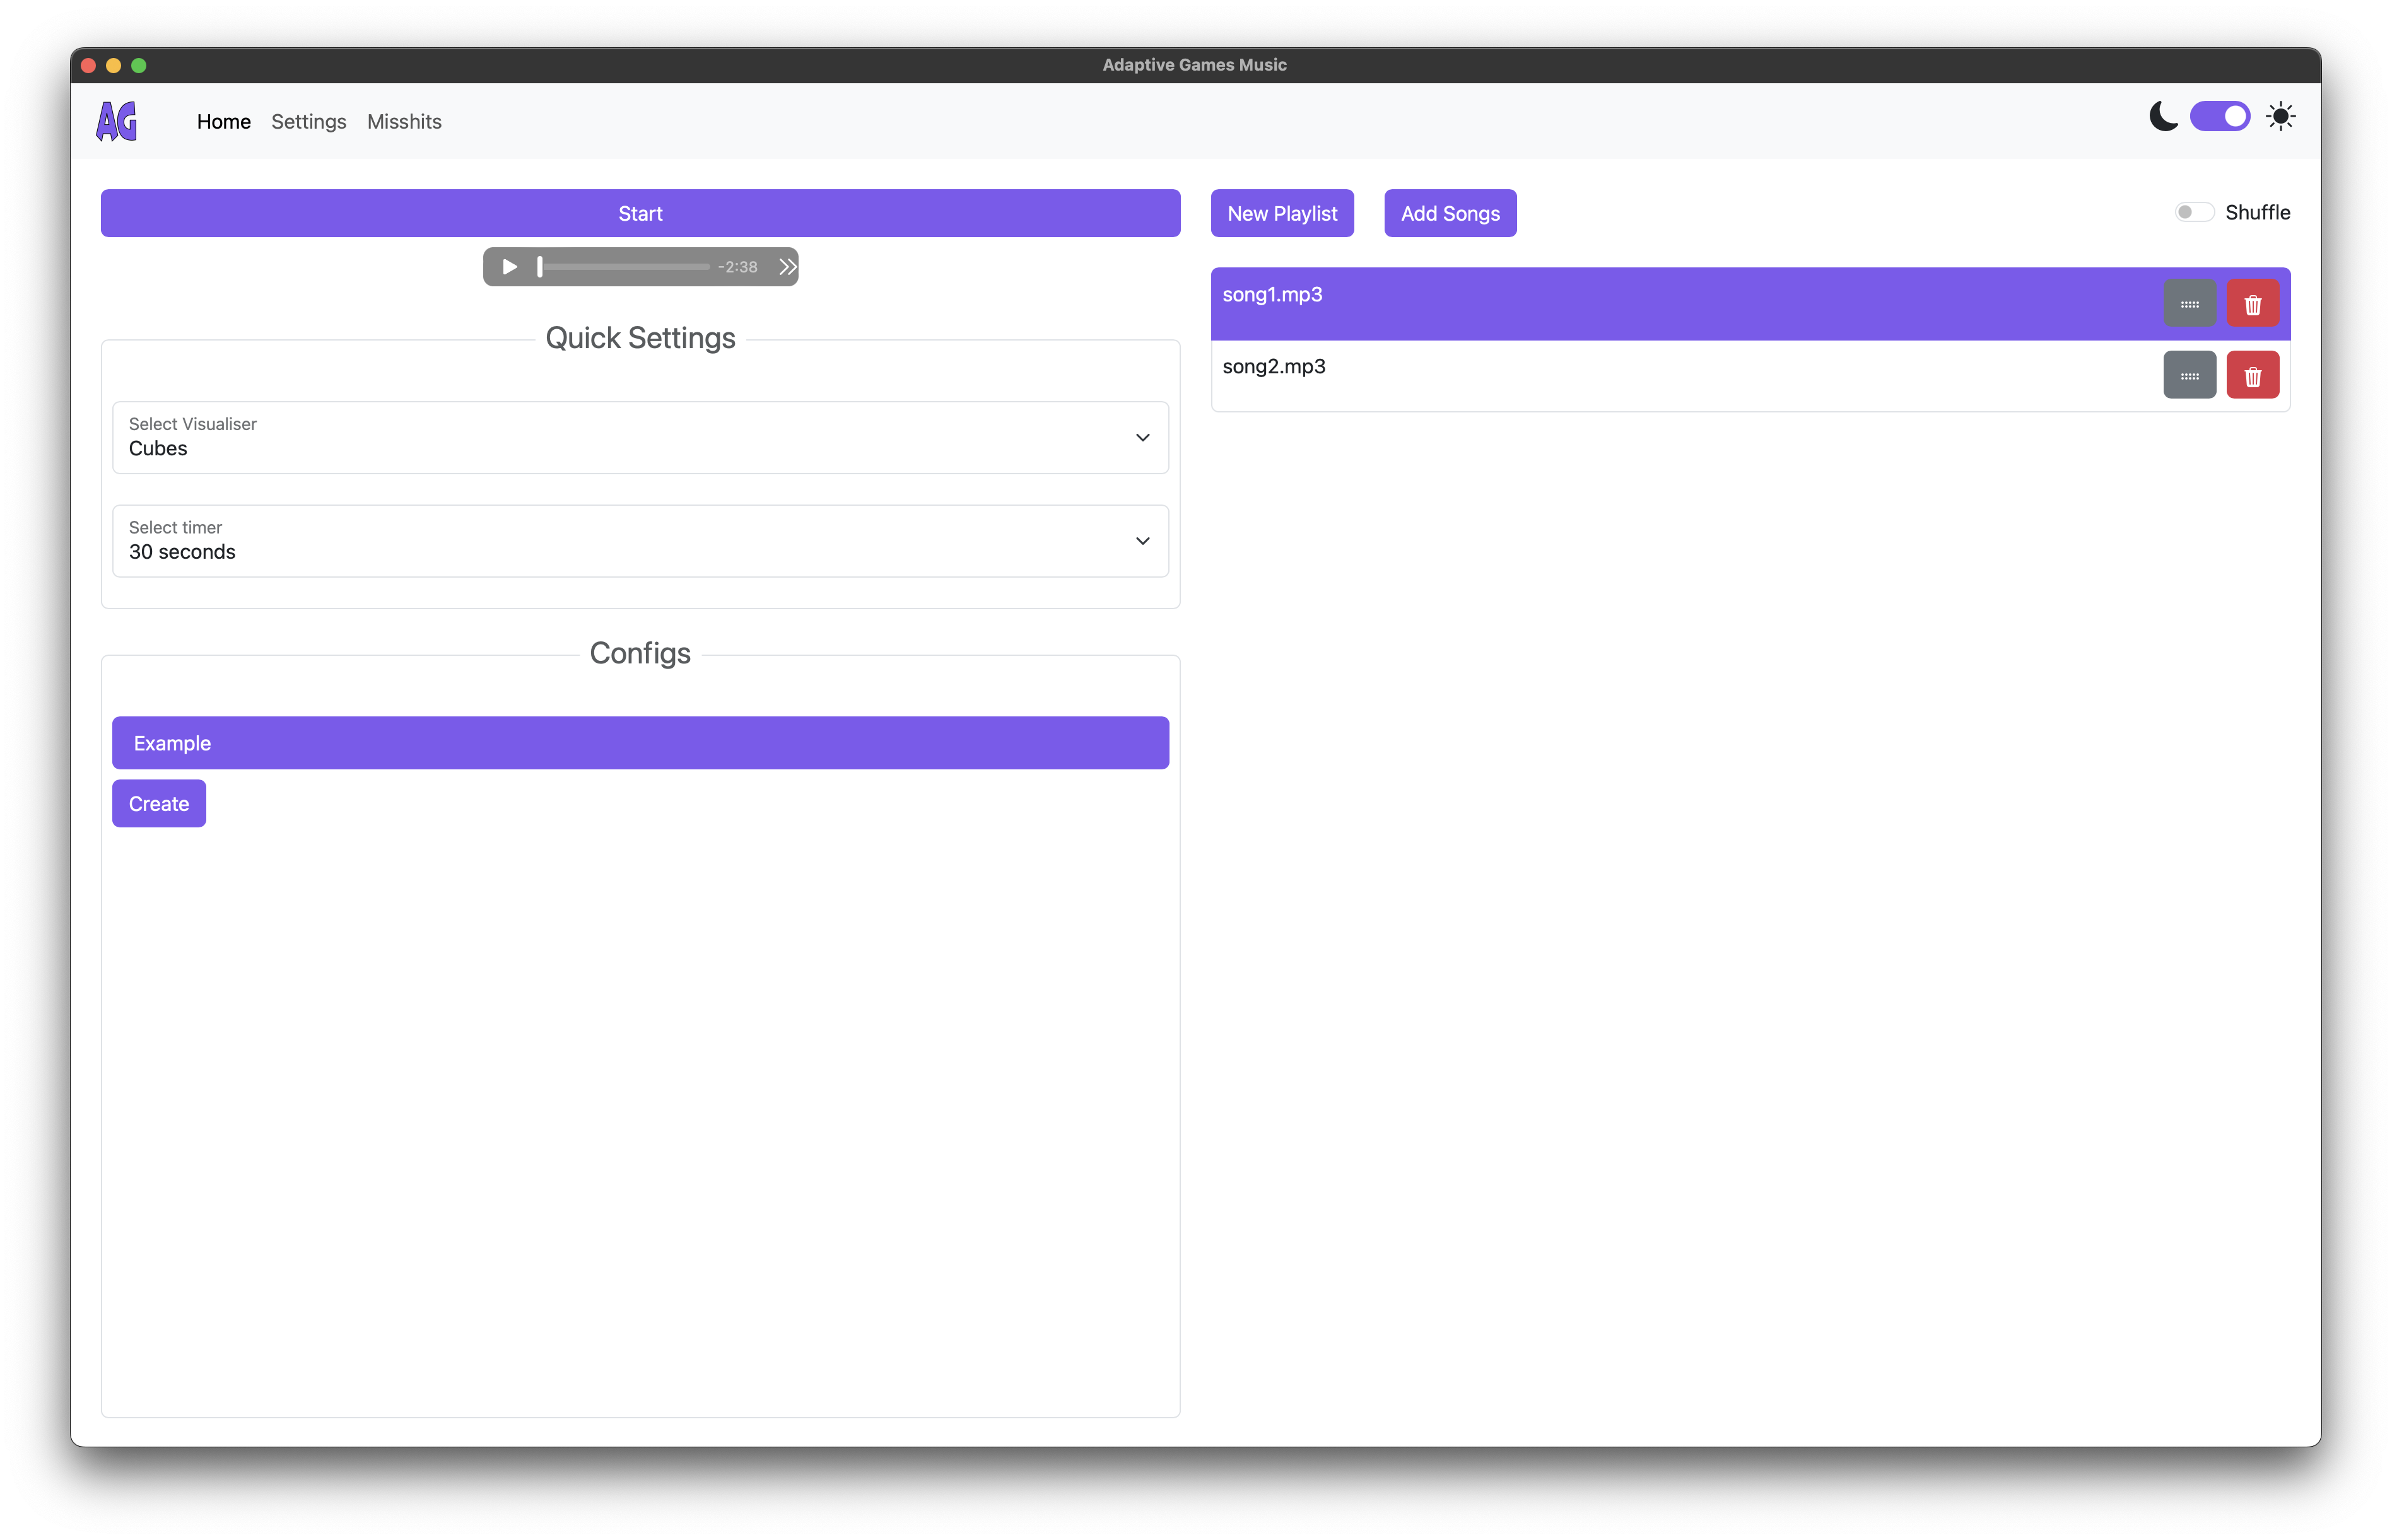 Adaptive Games Music
AG
Home Settings Misshits
Start
-2:38
Quick Settings
Select Visualiser
Cubes
Select timer
30 seconds
Configs
Example
Create
New Playlist Add Songs Shuffle
song1.mp3
song2.mp3